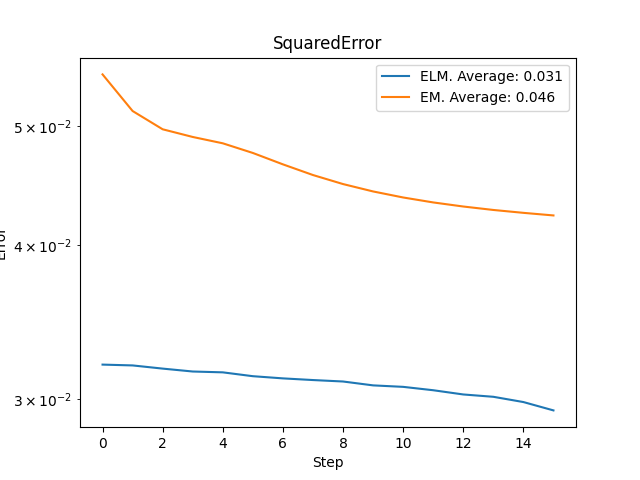 SquaredError
ELM. Average: 0.031
EM. Average: 0.046
5 × 10⁻²
4 × 10⁻²
3 × 10⁻²
Error
0 2 4 6 8 10 12 14
Step